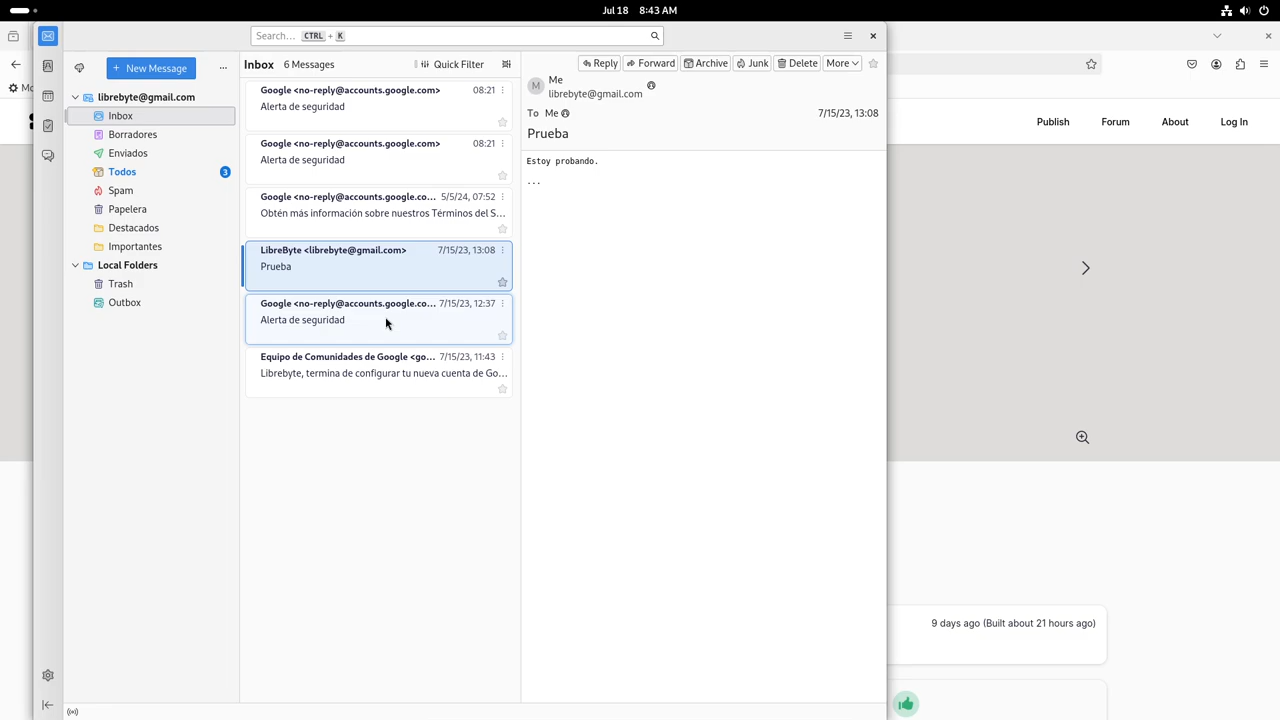 Jul 18 8:43 AM
Search… CTRL + K
New Message
librebyte@gmail.com
Inbox
Borradores
Enviados
Todos 3
Spam
Papelera
Destacados
Importantes
Local Folders
Trash
Outbox
Inbox 6 Messages Quick Filter
Google <no-reply@accounts.google.com> 08:21
Alerta de seguridad
Google <no-reply@accounts.google.com> 08:21
Alerta de seguridad
Google <no-reply@accounts.google.co... 5/5/24, 07:52
Obtén más información sobre nuestros Términos del S...
LibreByte <librebyte@gmail.com> 7/15/23, 13:08
Prueba
Google <no-reply@accounts.google.co... 7/15/23, 12:37
Alerta de seguridad
Equipo de Comunidades de Google <go... 7/15/23, 11:43
Librebyte, termina de configurar tu nueva cuenta de Go...
Reply Forward Archive Junk Delete More
M
Me
librebyte@gmail.com
To Me 7/15/23, 13:08
Prueba
Estoy probando.
...
Publish Forum About Log In
9 days ago (Built about 21 hours ago)